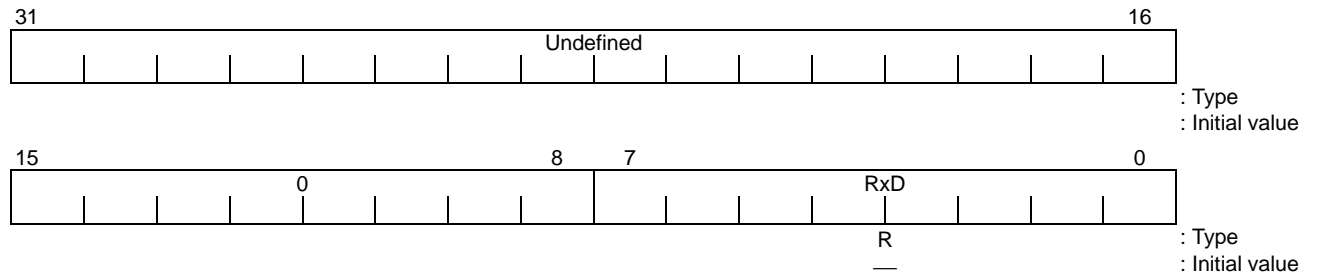 31 16
Undefined
: Type
: Initial value
15 8 7 0
0 RxD
R : Type
— : Initial value